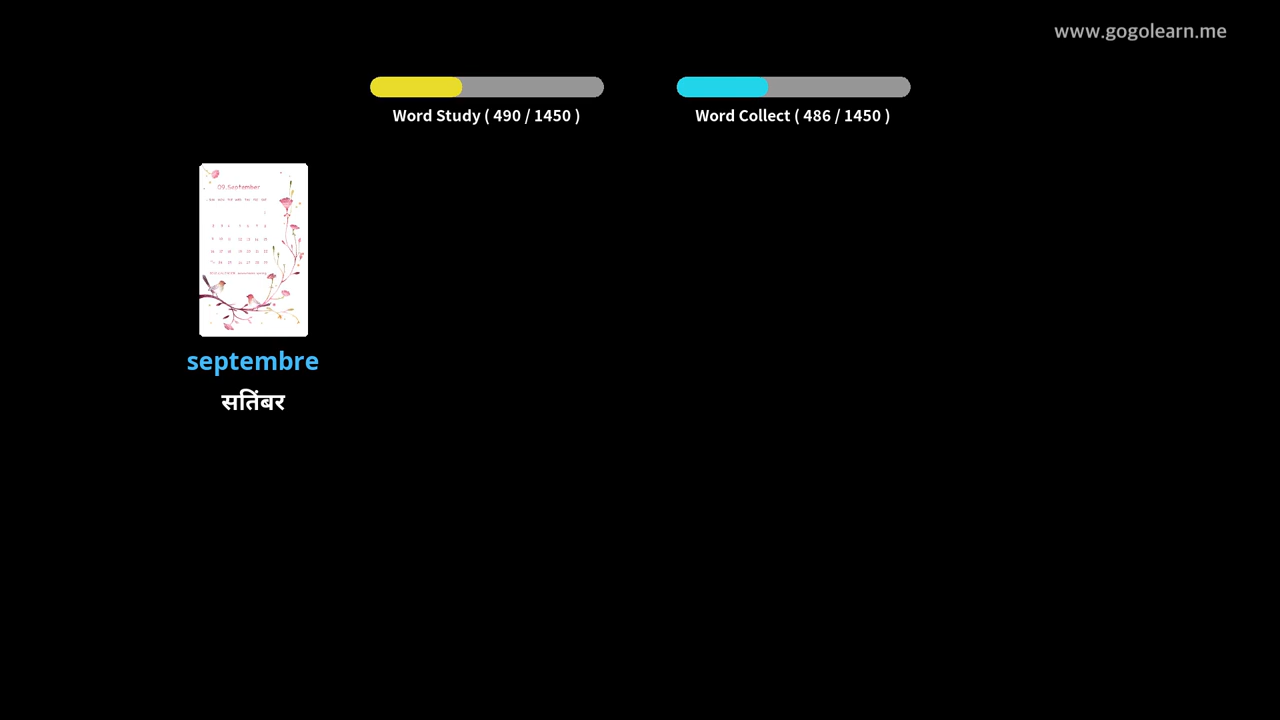 www.gogolearn.me
Word Study ( 490 / 1450 )
Word Collect ( 486 / 1450 )
09.September
septembre
सतिंबर